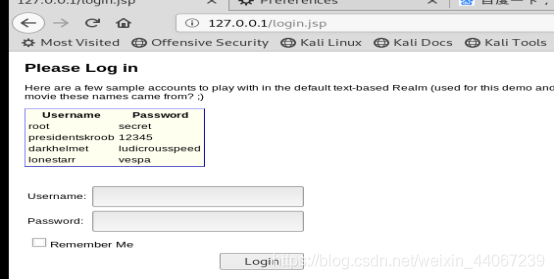 127.0.0.1/login.jsp × Preferences × 百度一下,
127.0.0.1/login.jsp
Most Visited Offensive Security Kali Linux Kali Docs Kali Tools
Please Log in
Here are a few sample accounts to play with in the default text-based Realm (used for this demo and
movie these names came from? ;)
Username Password
root secret
presidentskroob 12345
darkhelmet ludicrousspeed
lonestarr vespa
Username:
Password:
Remember Me
Login
https://blog.csdn.net/weixin_44067239